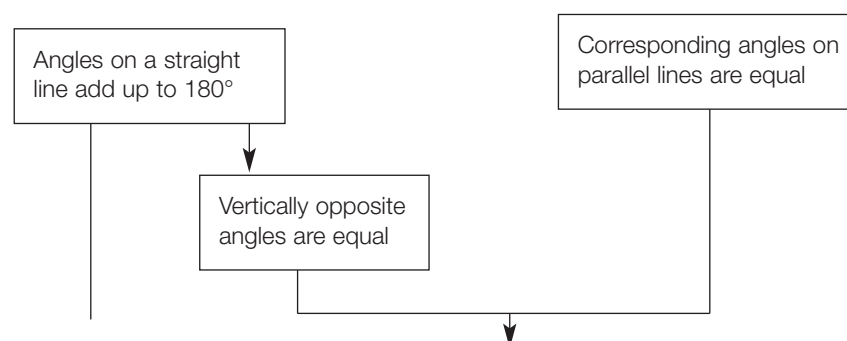 Angles on a straight
line add up to 180°
Corresponding angles on
parallel lines are equal
Vertically opposite
angles are equal